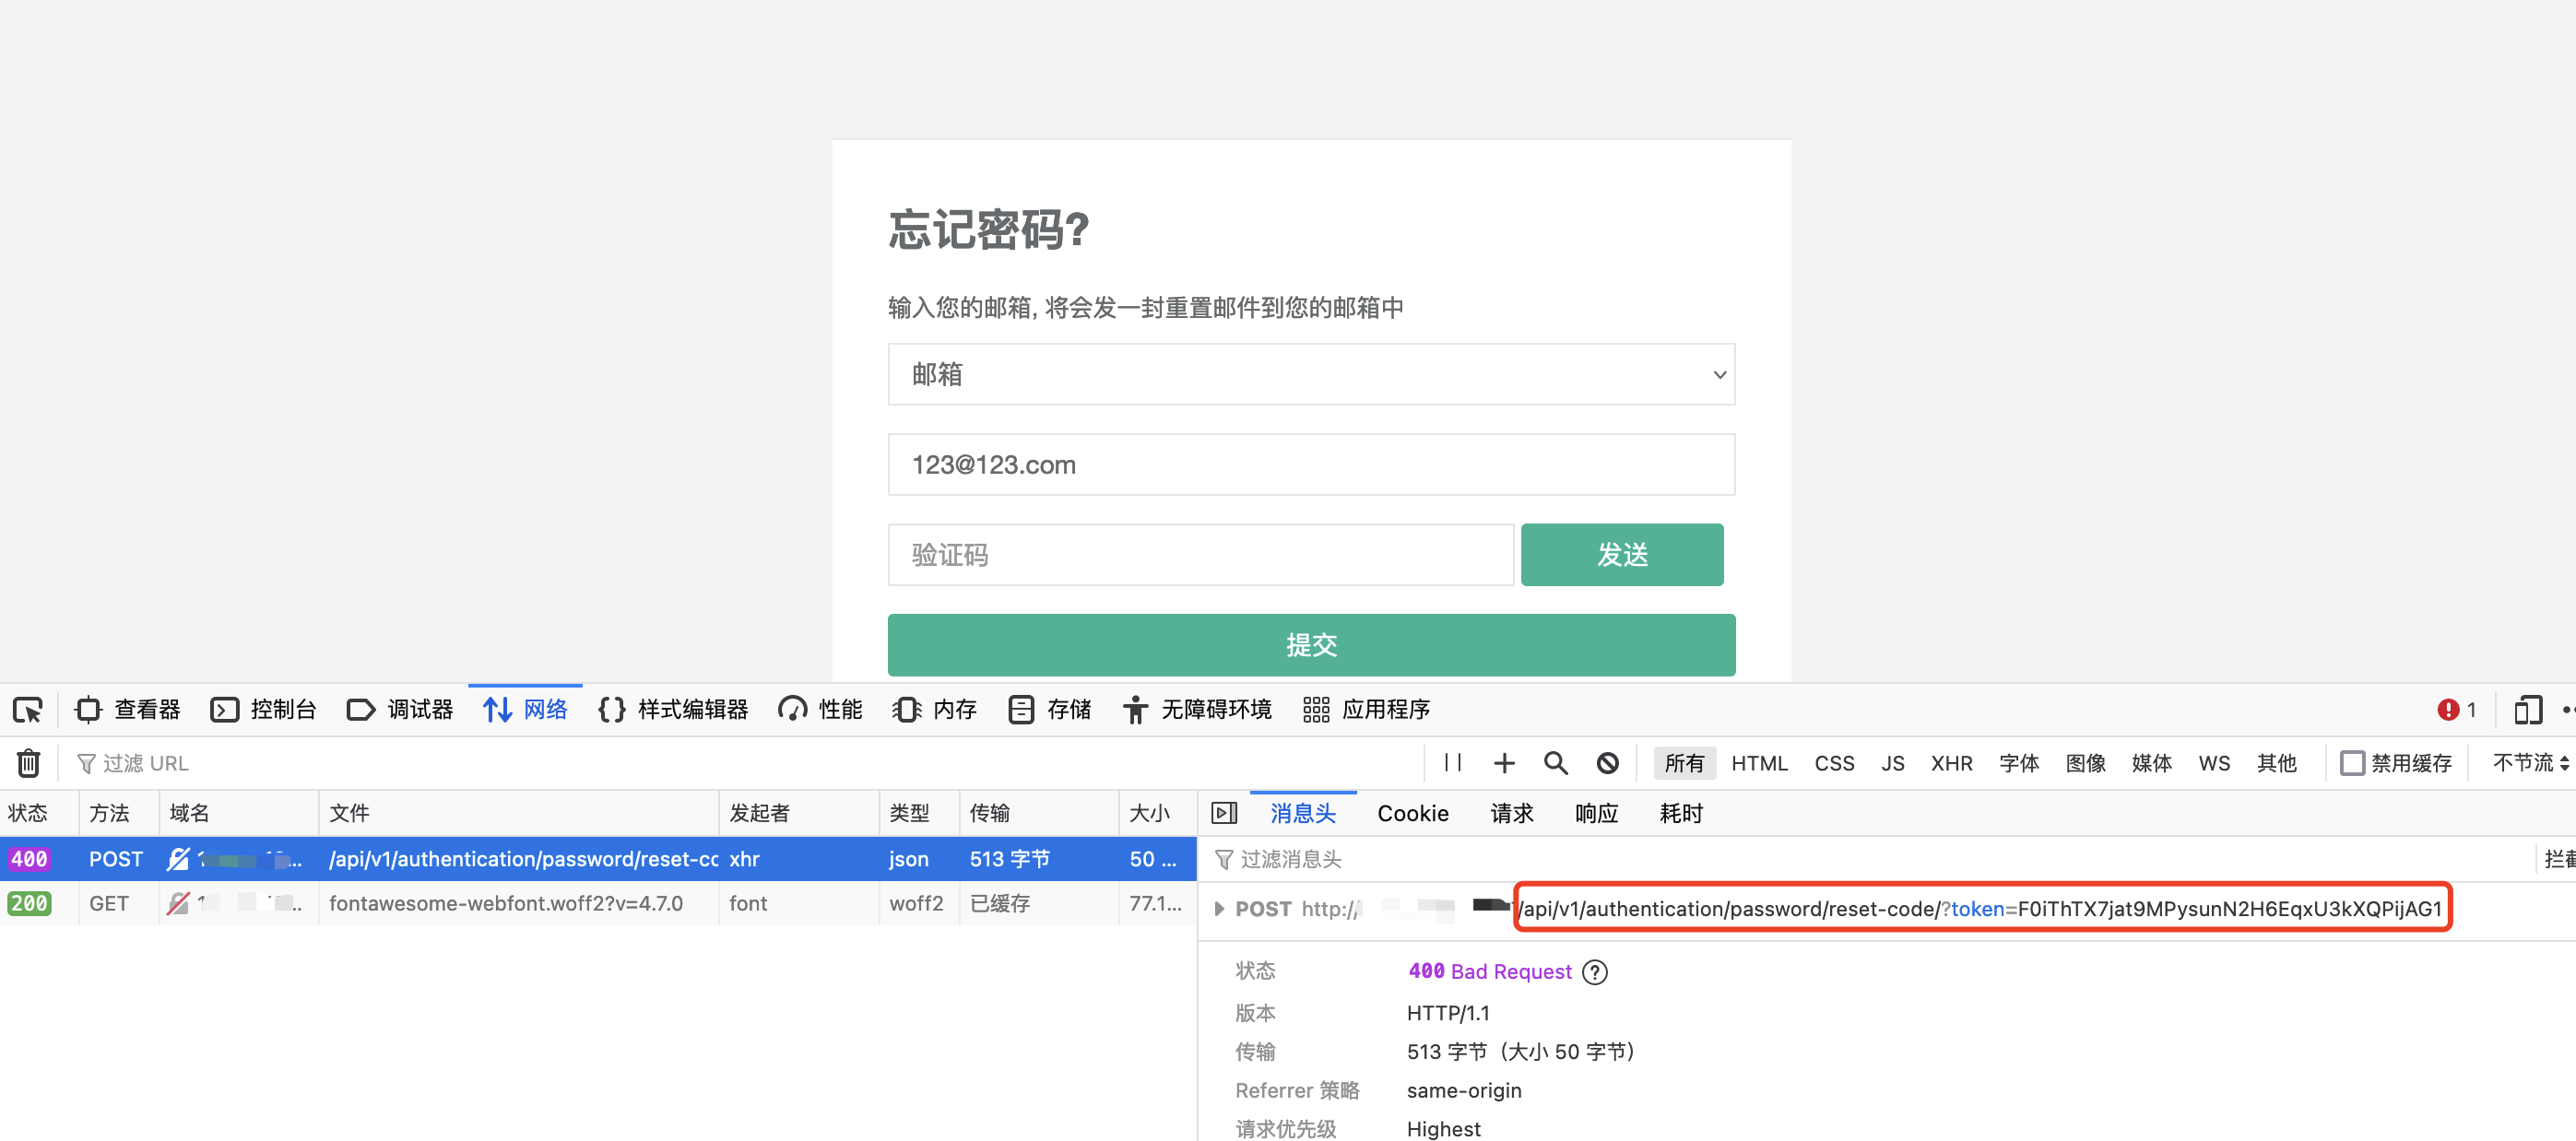 忘记密码?
输入您的邮箱, 将会发一封重置邮件到您的邮箱中
邮箱
123@123.com
验证码 发送
提交
查看器 控制台 调试器 网络 样式编辑器 性能 内存 存储 无障碍环境 应用程序 1
过滤 URL 所有 HTML CSS JS XHR 字体 图像 媒体 WS 其他 禁用缓存 不节流
状态 方法 域名 文件 发起者 类型 传输 大小 消息头 Cookie 请求 响应 耗时
400 POST /api/v1/authentication/password/reset-co xhr json 513 字节 50 ... 过滤消息头
200 GET fontawesome-webfont.woff2?v=4.7.0 font woff2 已缓存 77.1... POST http:// /api/v1/authentication/password/reset-code/?token=F0iThTX7jat9MPysunN2H6EqxU3kXQPijAG1
状态 400 Bad Request
版本 HTTP/1.1
传输 513 字节（大小 50 字节）
Referrer 策略 same-origin
请求优先级 Highest